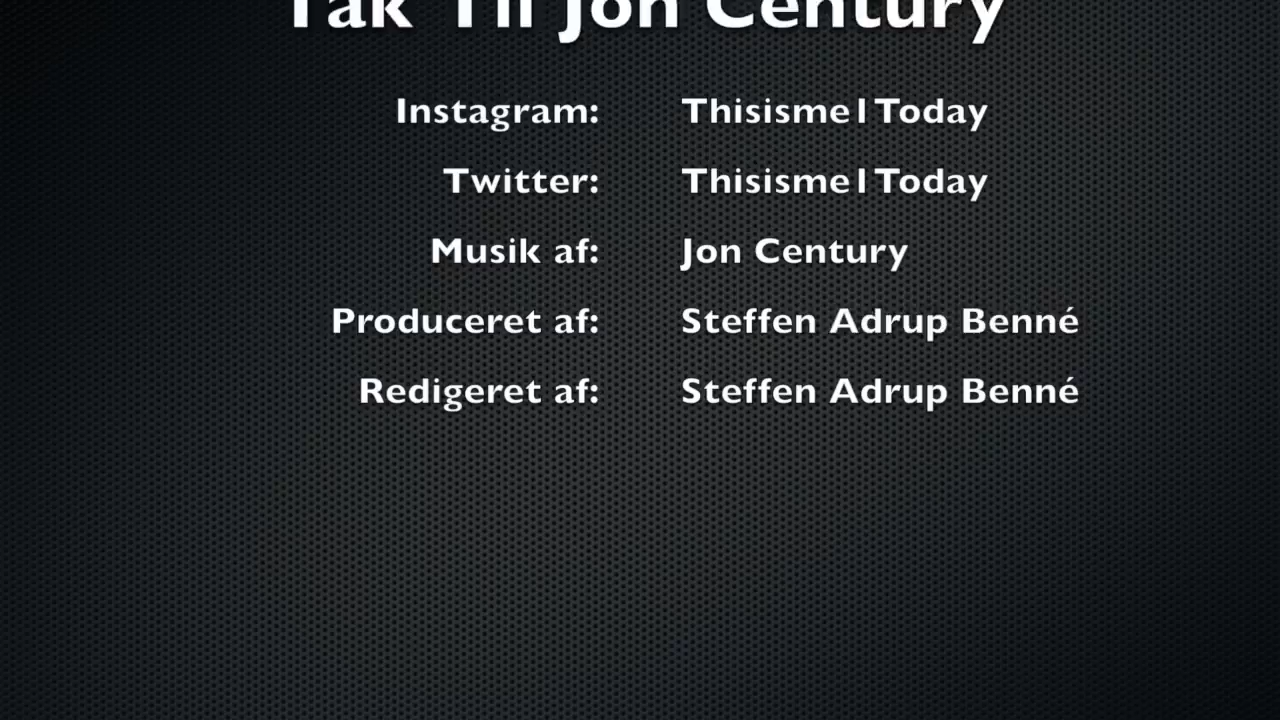 Tak Til Jon Century
Instagram: Thisisme1Today
Twitter: Thisisme1Today
Musik af: Jon Century
Produceret af: Steffen Adrup Benné
Redigeret af: Steffen Adrup Benné